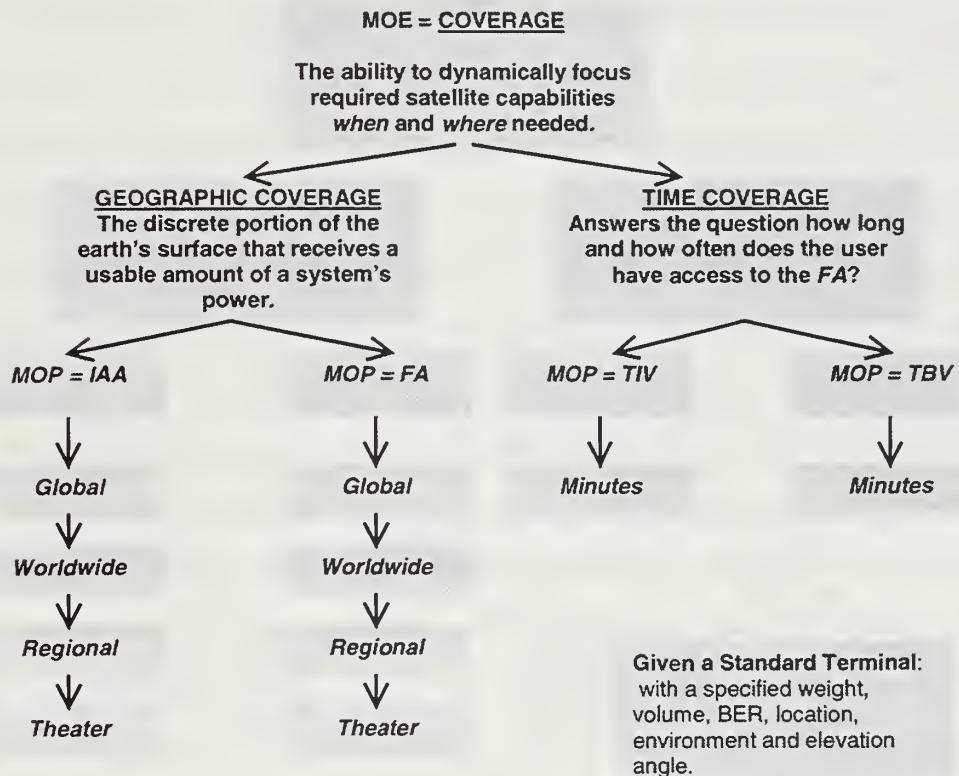 MOE = COVERAGE
The ability to dynamically focus
required satellite capabilities
when and where needed.
GEOGRAPHIC COVERAGE
The discrete portion of the
earth's surface that receives a
usable amount of a system's
power.
TIME COVERAGE
Answers the question how long
and how often does the user
have access to the FA?
MOP = IAA
MOP = FA
MOP = TIV
MOP = TBV
Global
Global
Minutes
Minutes
Worldwide
Worldwide
Regional
Regional
Theater
Theater
Given a Standard Terminal:
with a specified weight,
volume, BER, location,
environment and elevation
angle.